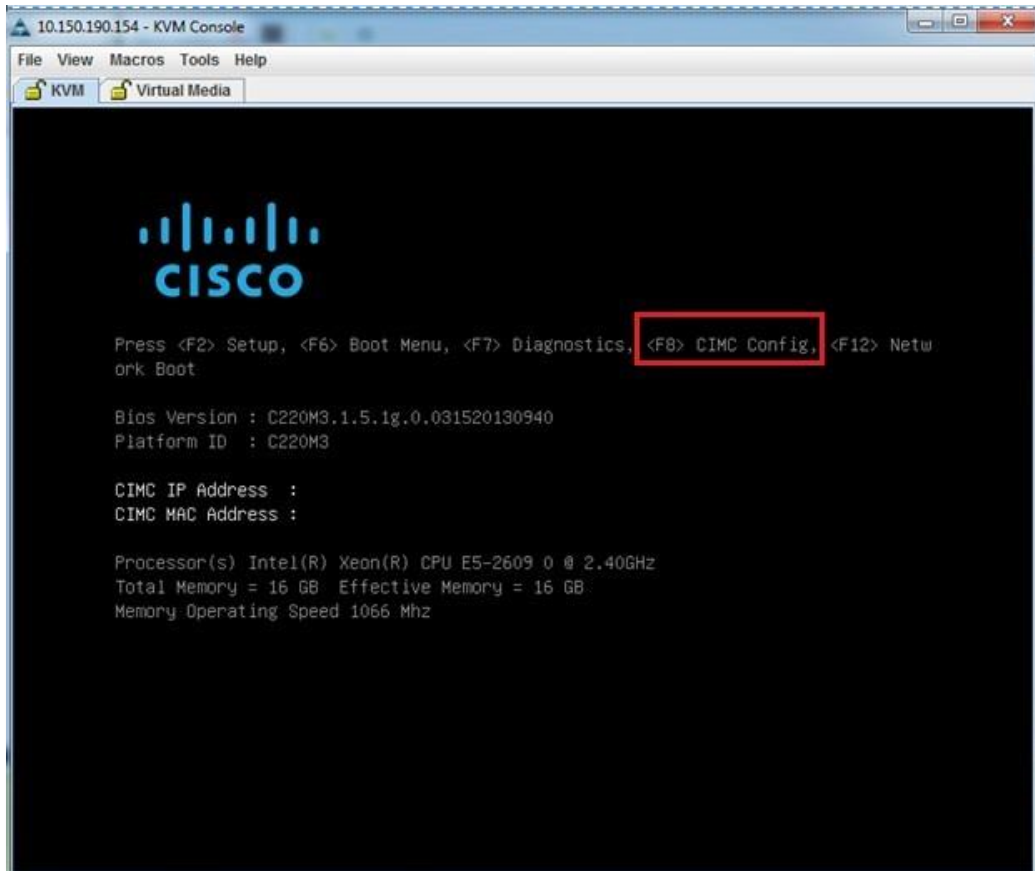 10.150.190.154 - KVM Console
File View Macros Tools Help
KVM Virtual Media
CISCO
Press <F2> Setup, <F6> Boot Menu, <F7> Diagnostics, <F8> CIMC Config, <F12> Netw
ork Boot
Bios Version : C220M3.1.5.1g.0.031520130940
Platform ID : C220M3
CIMC IP Address :
CIMC MAC Address :
Processor(s) Intel(R) Xeon(R) CPU E5-2609 0 @ 2.40GHz
Total Memory = 16 GB Effective Memory = 16 GB
Memory Operating Speed 1066 Mhz